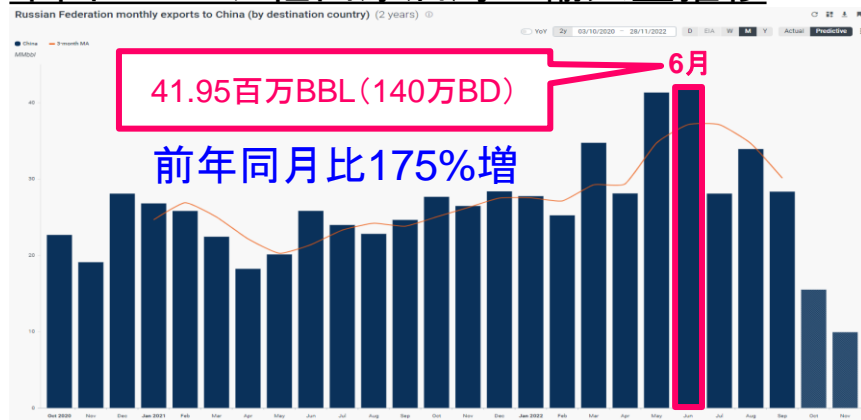 Russian Federation monthly exports to China (by destination country) (2 years)
YoY 2y 03/10/2020 - 28/11/2022 D EIA W M Y Actual Predictive
China 3-month MA
MMbbl
6月
41.95百万BBL(140万BD)
前年同月比175%増
40
30
20
10
0
Oct 2020 Nov Dec Jan 2021 Feb Mar Apr May Jun Jul Aug Sep Oct Nov Dec Jan 2022 Feb Mar Apr May Jun Jul Aug Sep Oct Nov